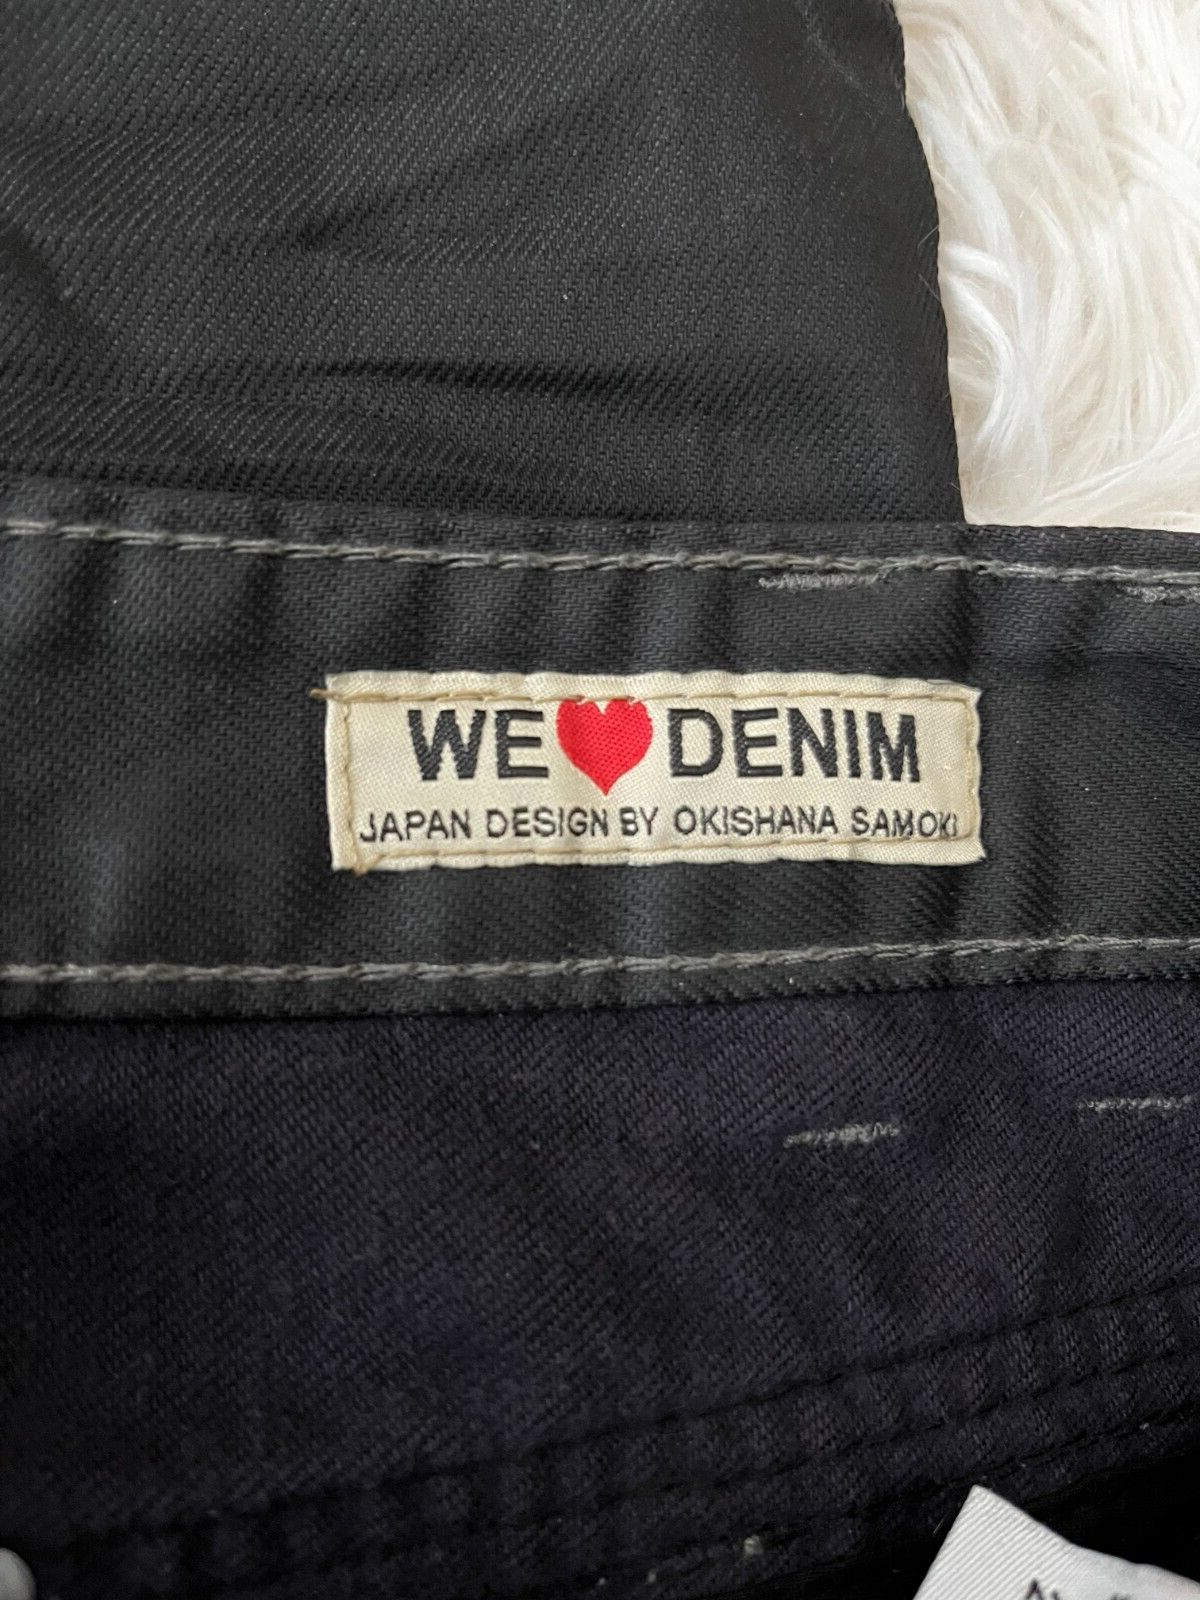 WE ❤ DENIM
JAPAN DESIGN BY OKISHANA SAMOKI